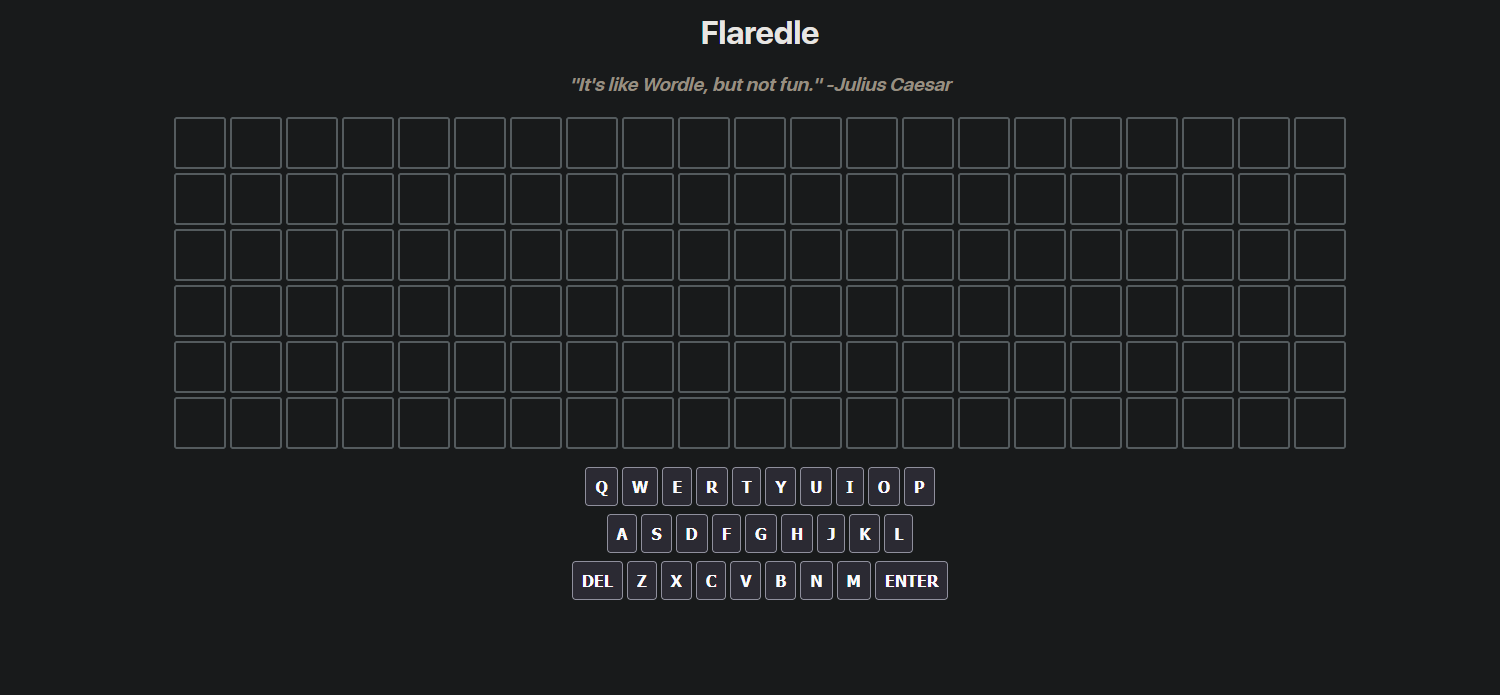 Flaredle
"It's like Wordle, but not fun." -Julius Caesar
Q W E R T Y U I O P
A S D F G H J K L
DEL Z X C V B N M ENTER